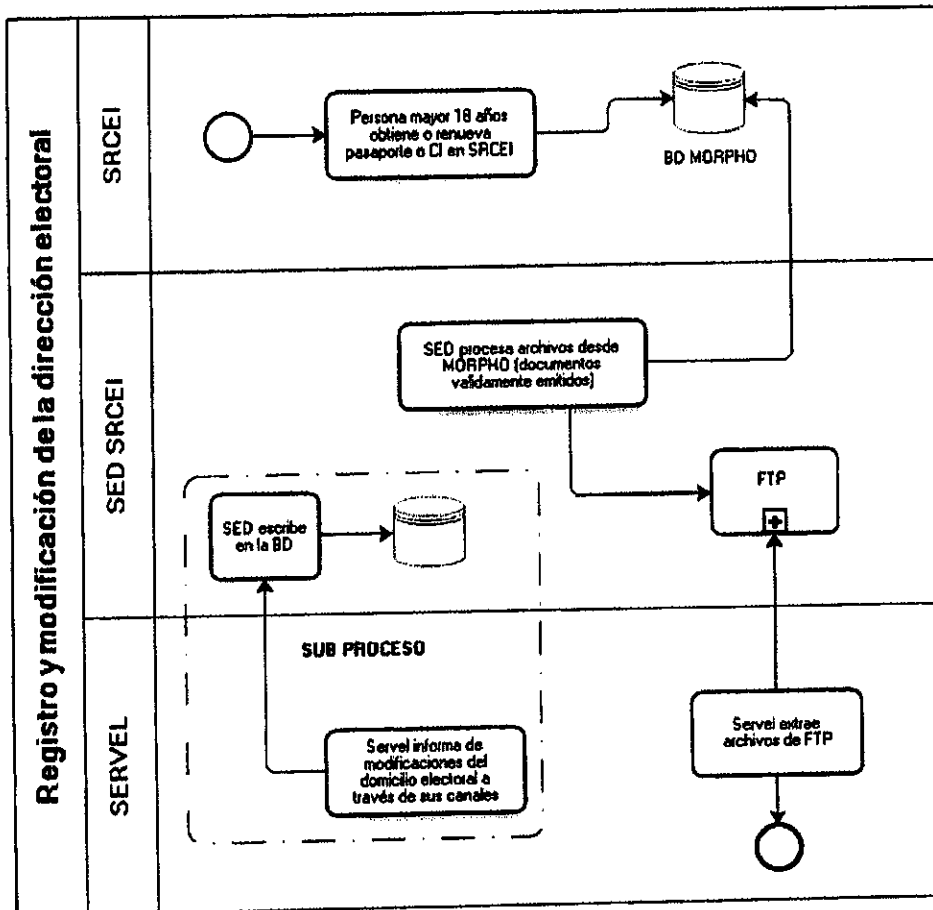 Registro y modificación de la dirección electoral
SRCEI
Persona mayor 18 años
obtiene o renueva
pasaporte o CI en SRCEI
BD MORPHO
SED SRCEI
SED procesa archivos desde
MORPHO (documentos
validamente emitidos)
FTP
SED escribe
en la BD
SERVEL
SUB PROCESO
Servel informa de
modificaciones del
domicilio electoral a
través de sus canales
Servel extrae
archivos de FTP